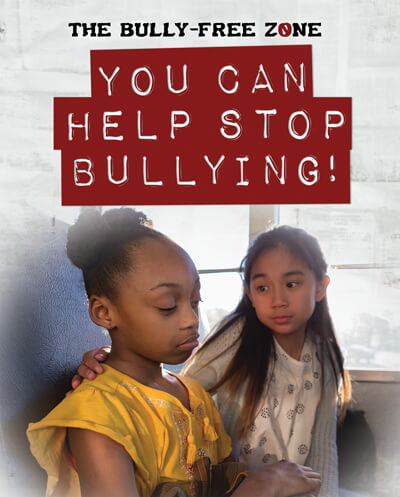 THE BULLY-FREE ZONE
YOU CAN
HELP STOP
BULLYING!